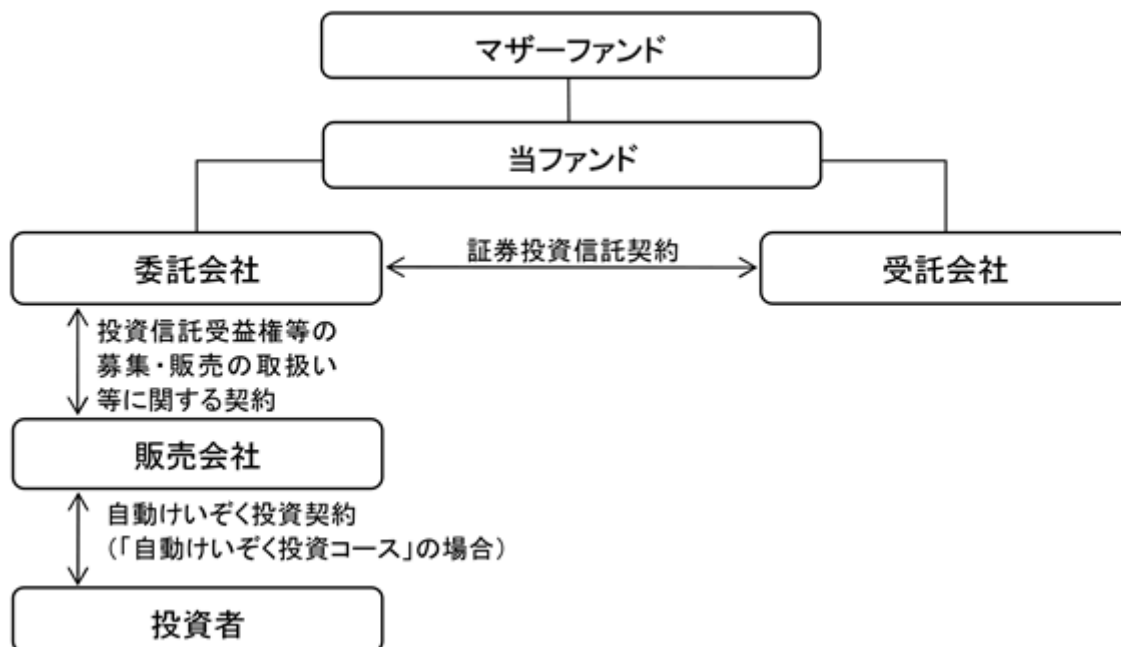 マザーファンド
当ファンド
委託会社
証券投資信託契約
受託会社
投資信託受益権等の
募集・販売の取扱い
等に関する契約
販売会社
自動けいぞく投資契約
（「自動けいぞく投資コース」の場合）
投資者